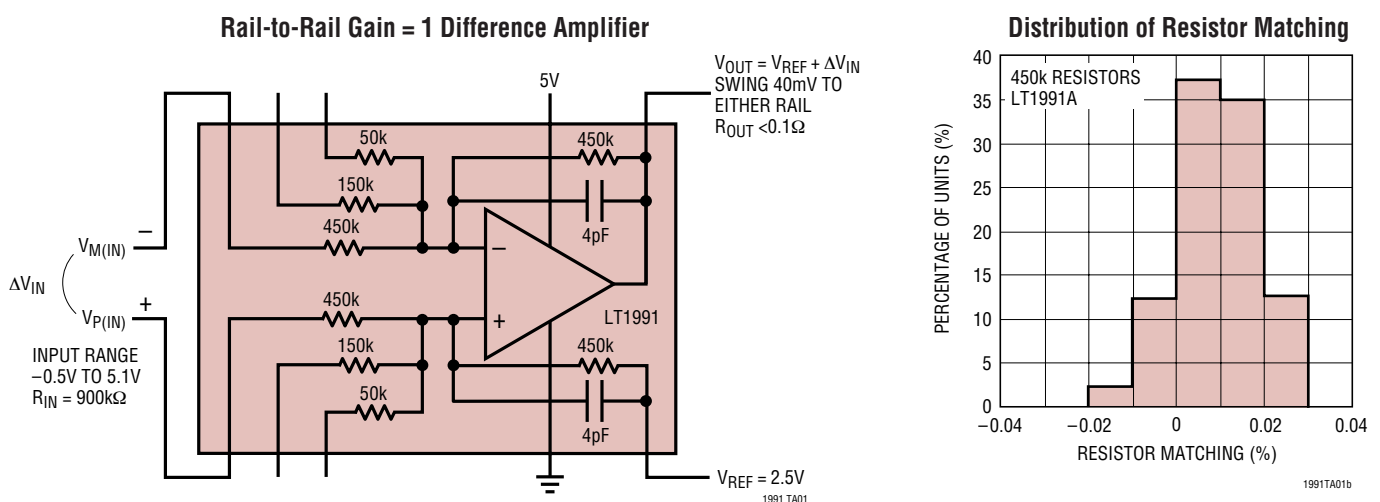 Rail-to-Rail Gain = 1 Difference Amplifier
5V
V_OUT = V_REF + ΔV_IN
SWING 40mV TO
EITHER RAIL
R_OUT <0.1Ω
50k
450k
150k
4pF
450k
–
V_M(IN)
–
ΔV_IN
+
V_P(IN)
450k
+
LT1991
INPUT RANGE
–0.5V TO 5.1V
R_IN = 900kΩ
150k
450k
50k
4pF
V_REF = 2.5V
1991 TA01
Distribution of Resistor Matching
450k RESISTORS
LT1991A
PERCENTAGE OF UNITS (%)
40
35
30
25
20
15
10
5
0
–0.04
–0.02
0
0.02
0.04
RESISTOR MATCHING (%)
1991TA01b